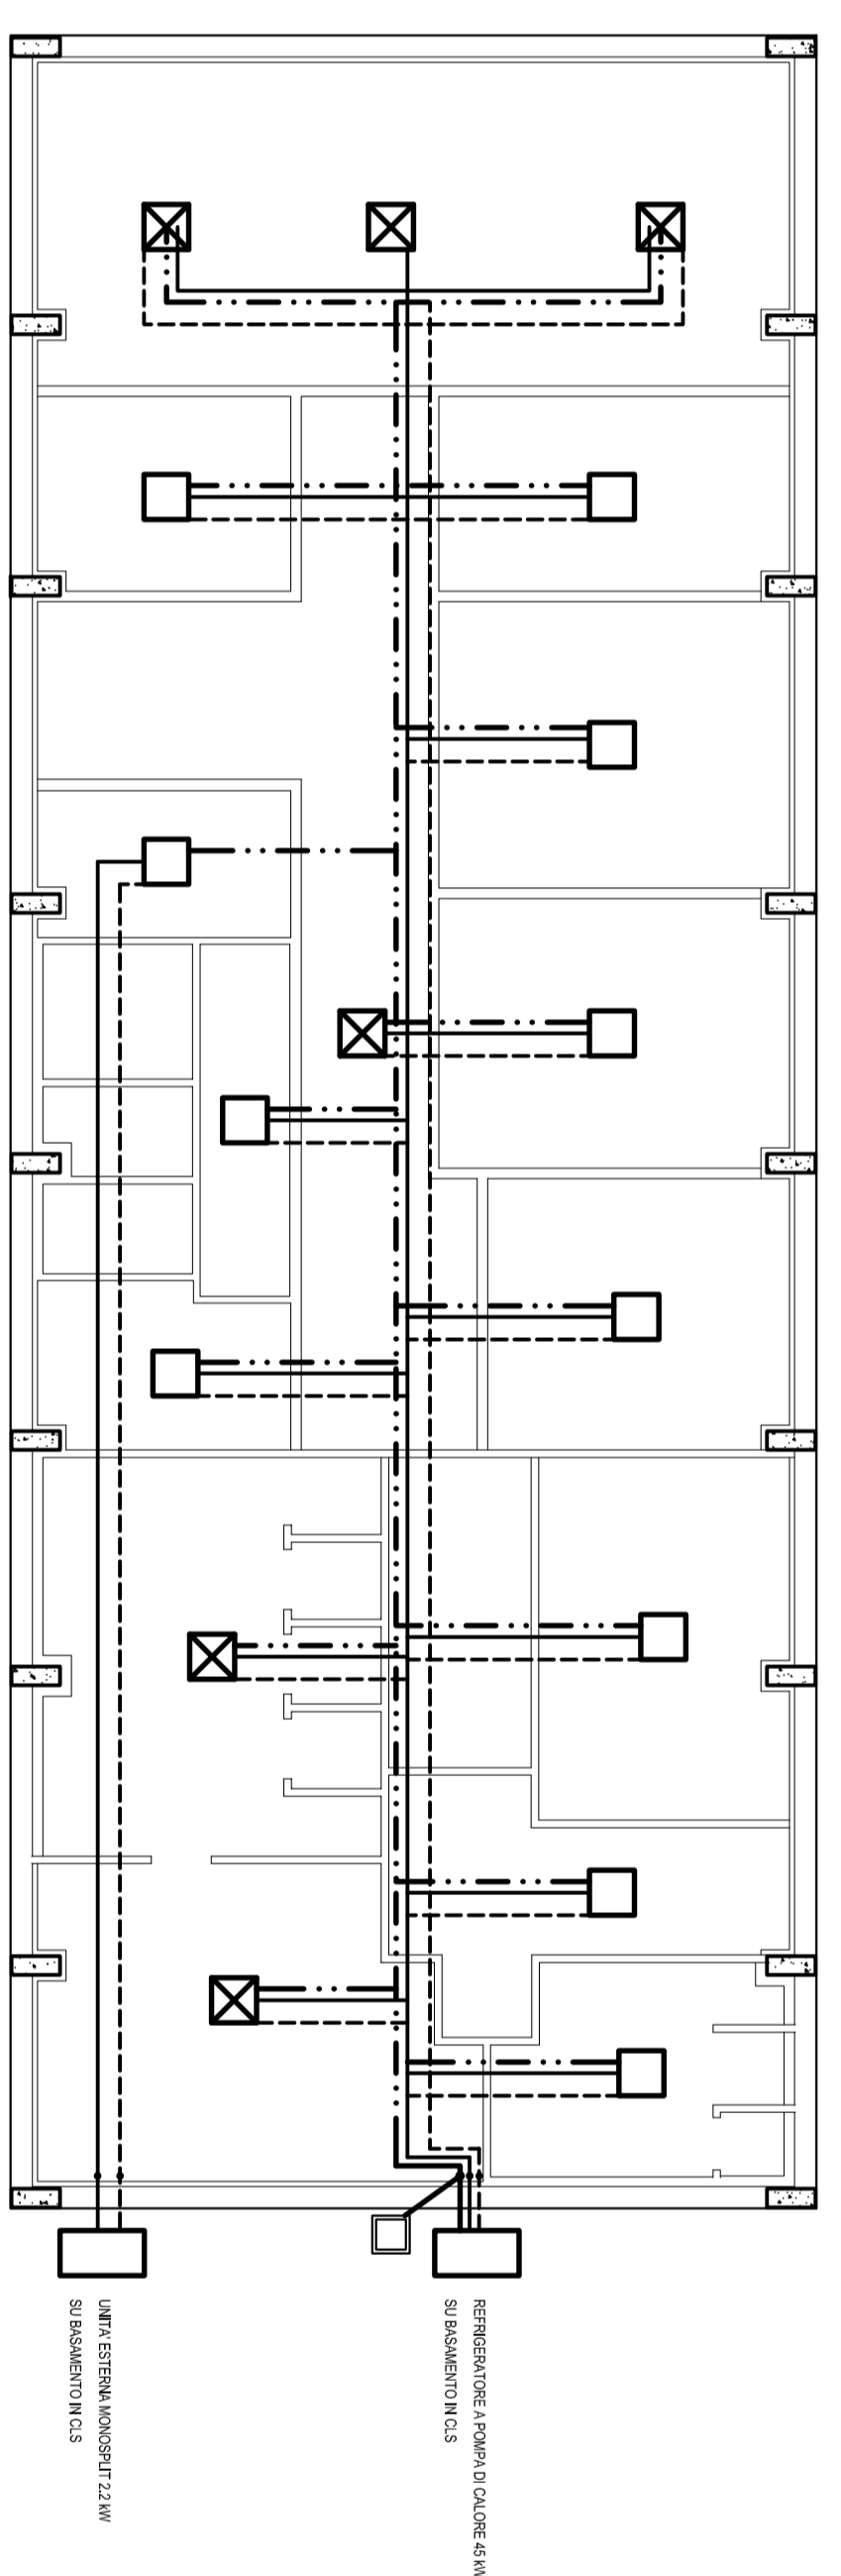 REFRIGERATORE A POMPA DI CALORE 45 kW
SU BASAMENTO IN CLS
UNITA' ESTERNA MONOSPLIT 2.2 kW
SU BASAMENTO IN CLS